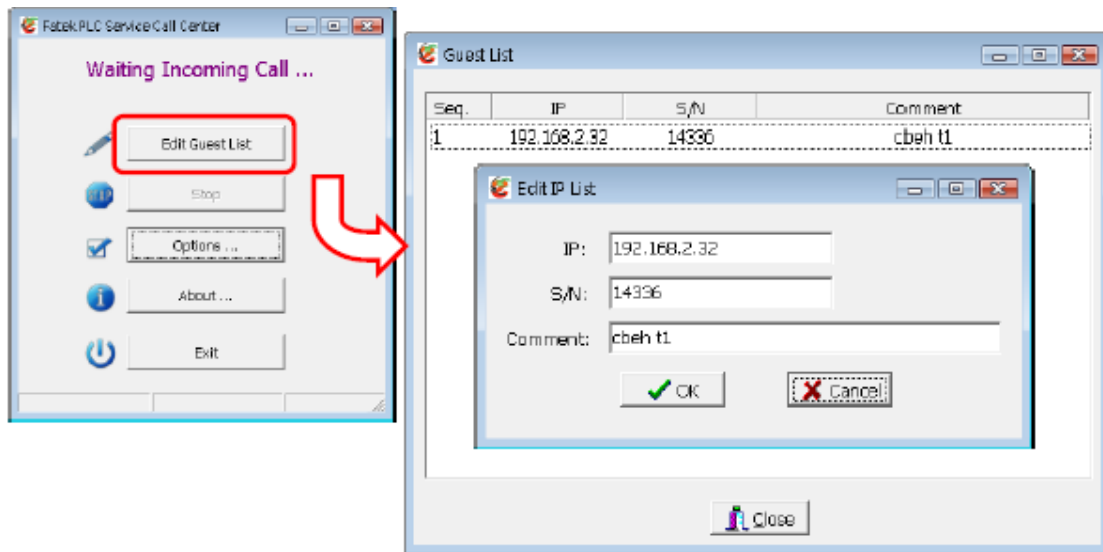 Fatek PLC Service Call Center
Waiting Incoming Call ...
Edit Guest List
Stop
Options ...
About ...
Exit
Guest List
Seq. IP S/N Comment
1 192.168.2.32 14336 cbeh t1
Edit IP List
IP: 192.168.2.32
S/N: 14336
Comment: cbeh t1
OK Cancel
Close